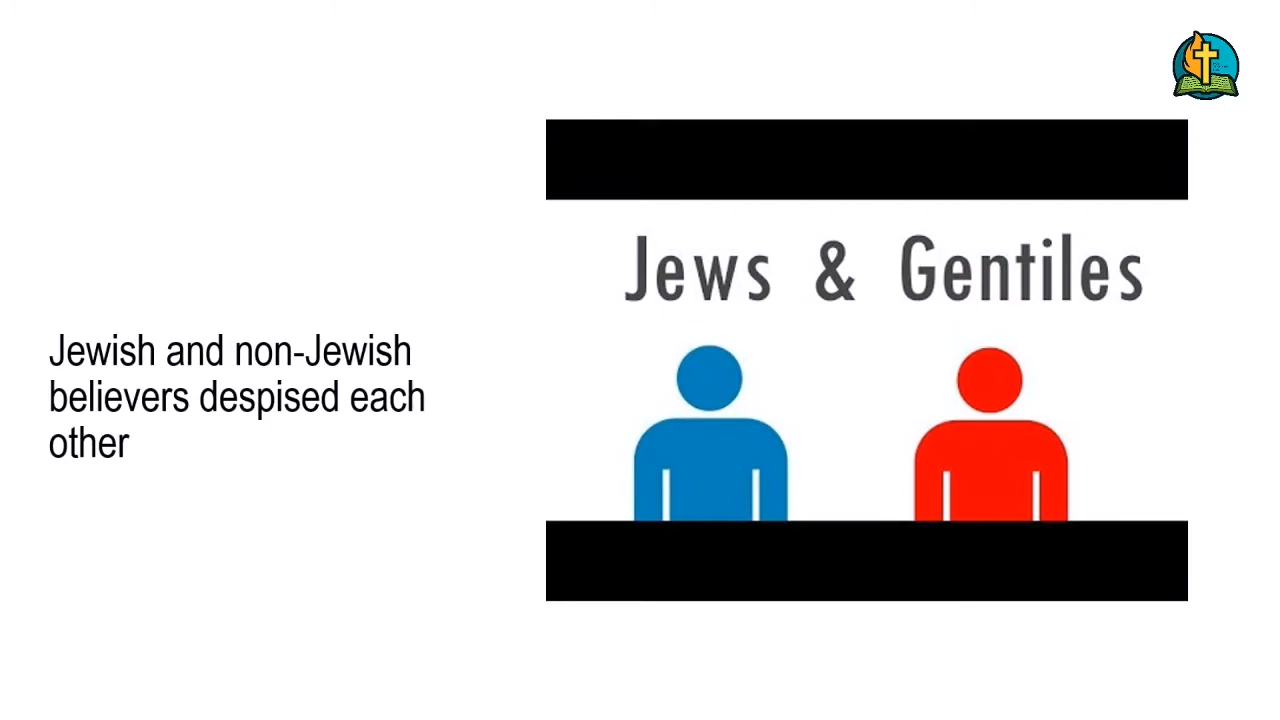 Jews & Gentiles
Jewish and non-Jewish
believers despised each
other